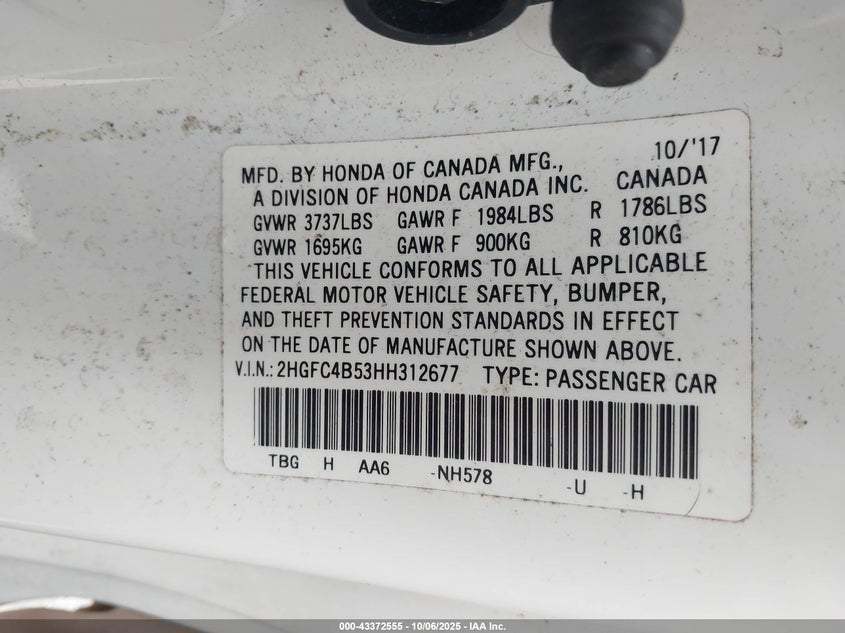 10/'17
MFD. BY HONDA OF CANADA MFG.,
A DIVISION OF HONDA CANADA INC. CANADA
GVWR 3737LBS GAWR F 1984LBS R 1786LBS
GVWR 1695KG GAWR F 900KG R 810KG
THIS VEHICLE CONFORMS TO ALL APPLICABLE
FEDERAL MOTOR VEHICLE SAFETY, BUMPER,
AND THEFT PREVENTION STANDARDS IN EFFECT
ON THE DATE OF MANUFACTURE SHOWN ABOVE.
V.I.N.: 2HGFC4B53HH312677 TYPE: PASSENGER CAR
TBG H AA6 -NH578 -U -H
000-43372555 - 10/06/2025 - IAA Inc.